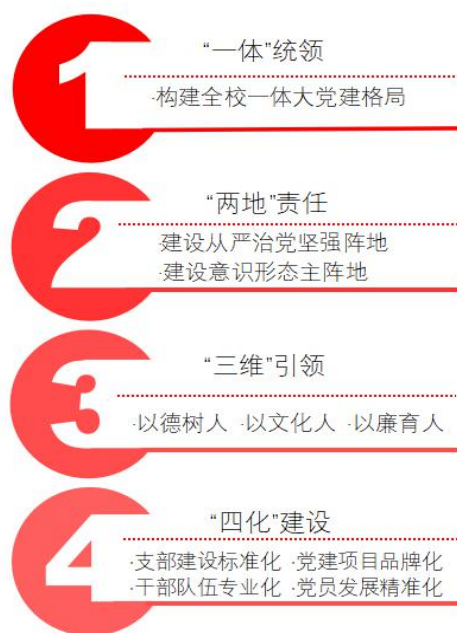 1
“一体”统领
·构建全校一体大党建格局
2
“两地”责任
·建设从严治党坚强阵地
·建设意识形态主阵地
3
“三维”引领
·以德树人 ·以文化人 ·以廉育人
4
“四化”建设
·支部建设标准化 ·党建项目品牌化
·干部队伍专业化 ·党员发展精准化